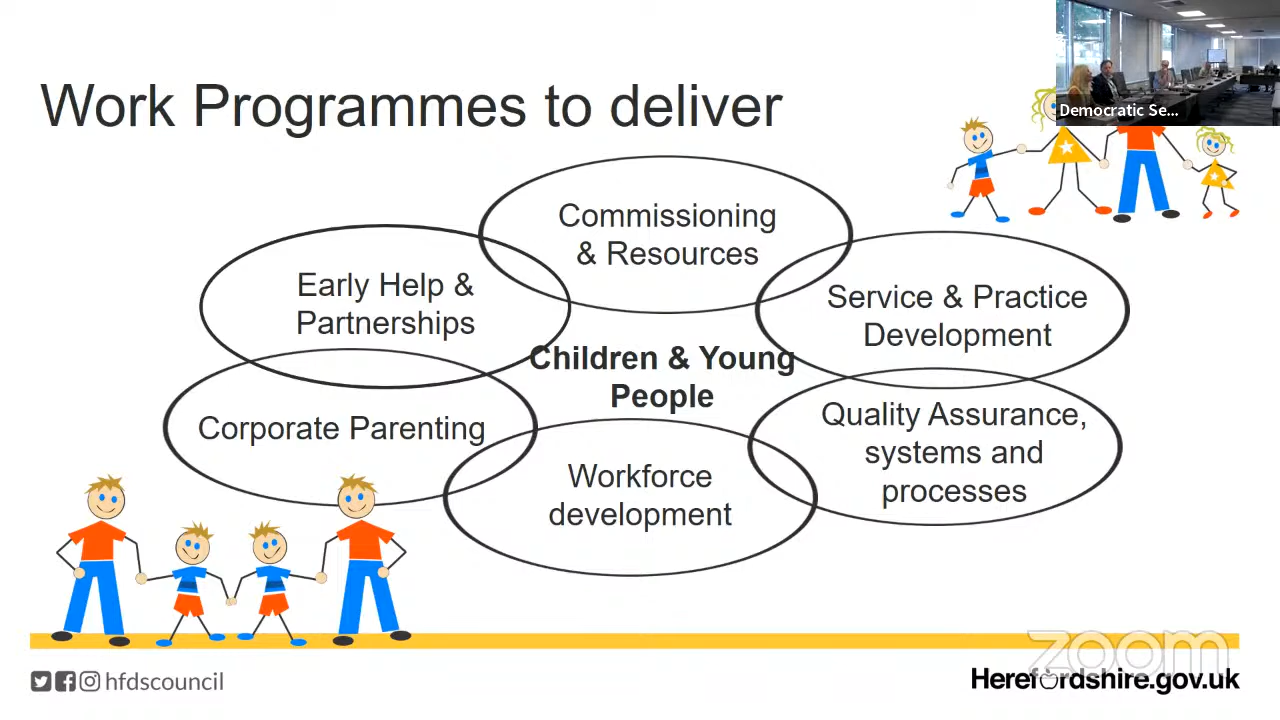 Work Programmes to deliver
Democratic Se...
Commissioning
& Resources
Early Help &
Partnerships
Service & Practice
Development
Children & Young
People
Corporate Parenting
Quality Assurance,
systems and
processes
Workforce
development
zoom
hfdscouncil
Herefordshire.gov.uk